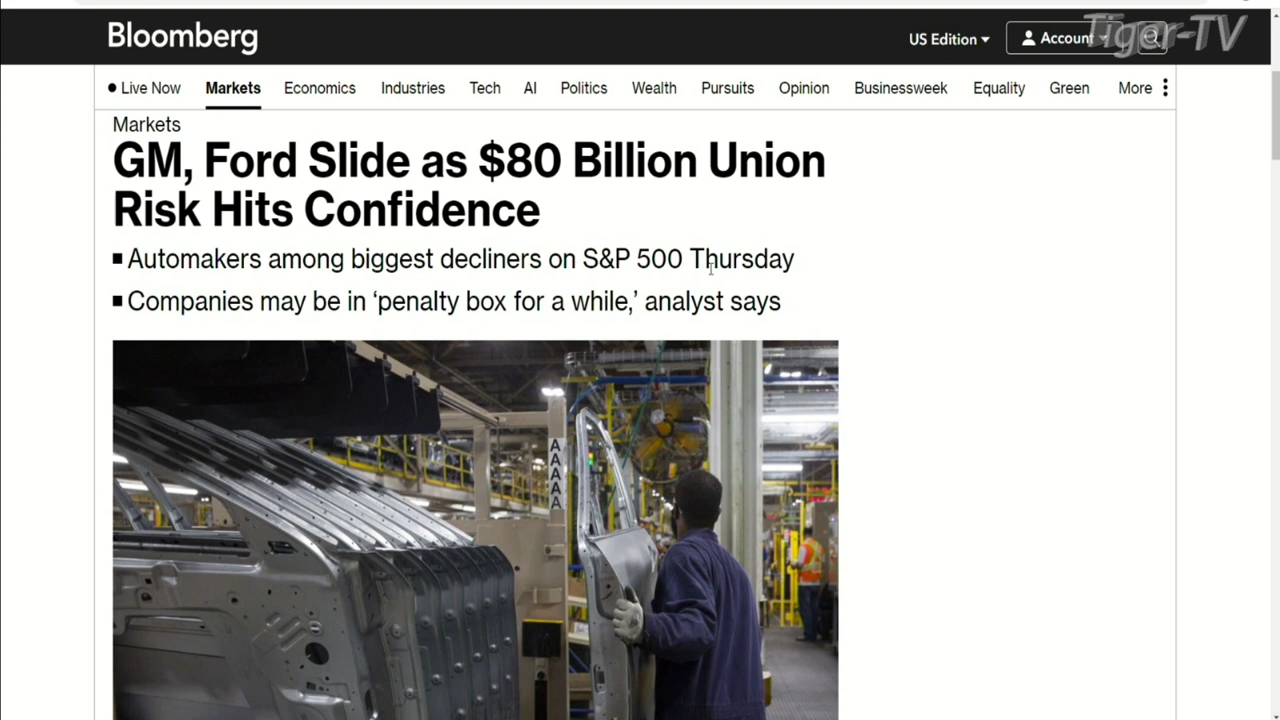 Bloomberg
US Edition
Account
Tiger-TV
Live Now
Markets
Economics
Industries
Tech
AI
Politics
Wealth
Pursuits
Opinion
Businessweek
Equality
Green
More
Markets
GM, Ford Slide as $80 Billion Union
Risk Hits Confidence
Automakers among biggest decliners on S&P 500 Thursday
Companies may be in ‘penalty box for a while,’ analyst says
AAAAA